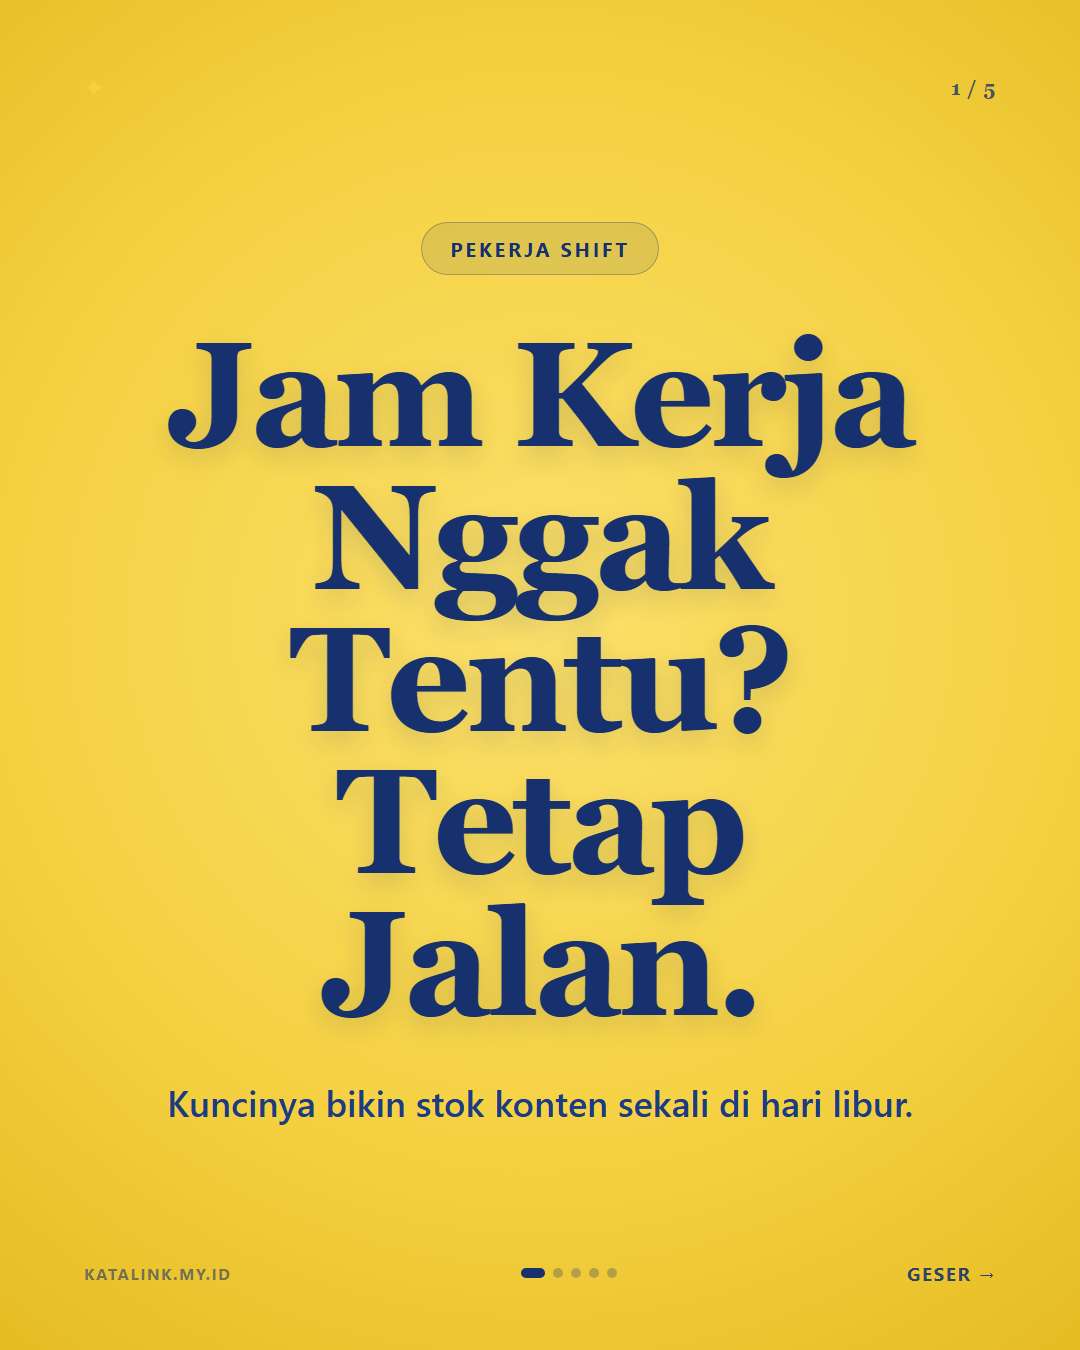 1 / 5
PEKERJA SHIFT
Jam Kerja
Nggak
Tentu?
Tetap
Jalan.
Kuncinya bikin stok konten sekali di hari libur.
KATALINK.MY.ID
GESER →